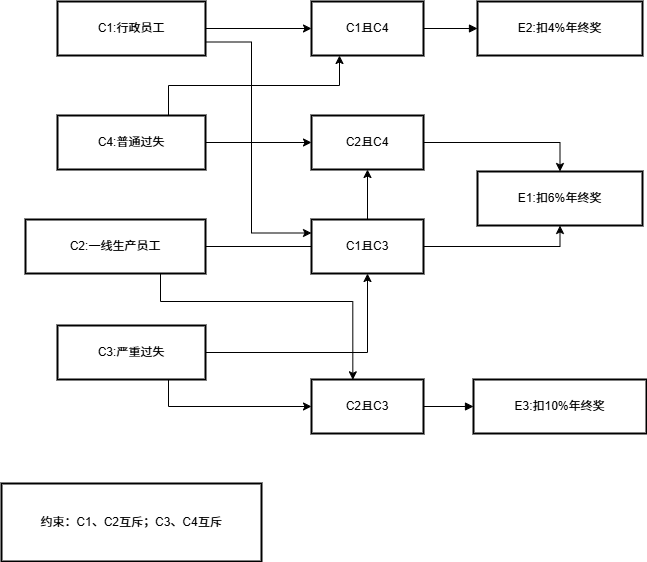 C1:行政员工
C1且C4
E2:扣4%年终奖
C4:普通过失
C2且C4
E1:扣6%年终奖
C2:一线生产员工
C1且C3
C3:严重过失
C2且C3
E3:扣10%年终奖
约束：C1、C2互斥；C3、C4互斥